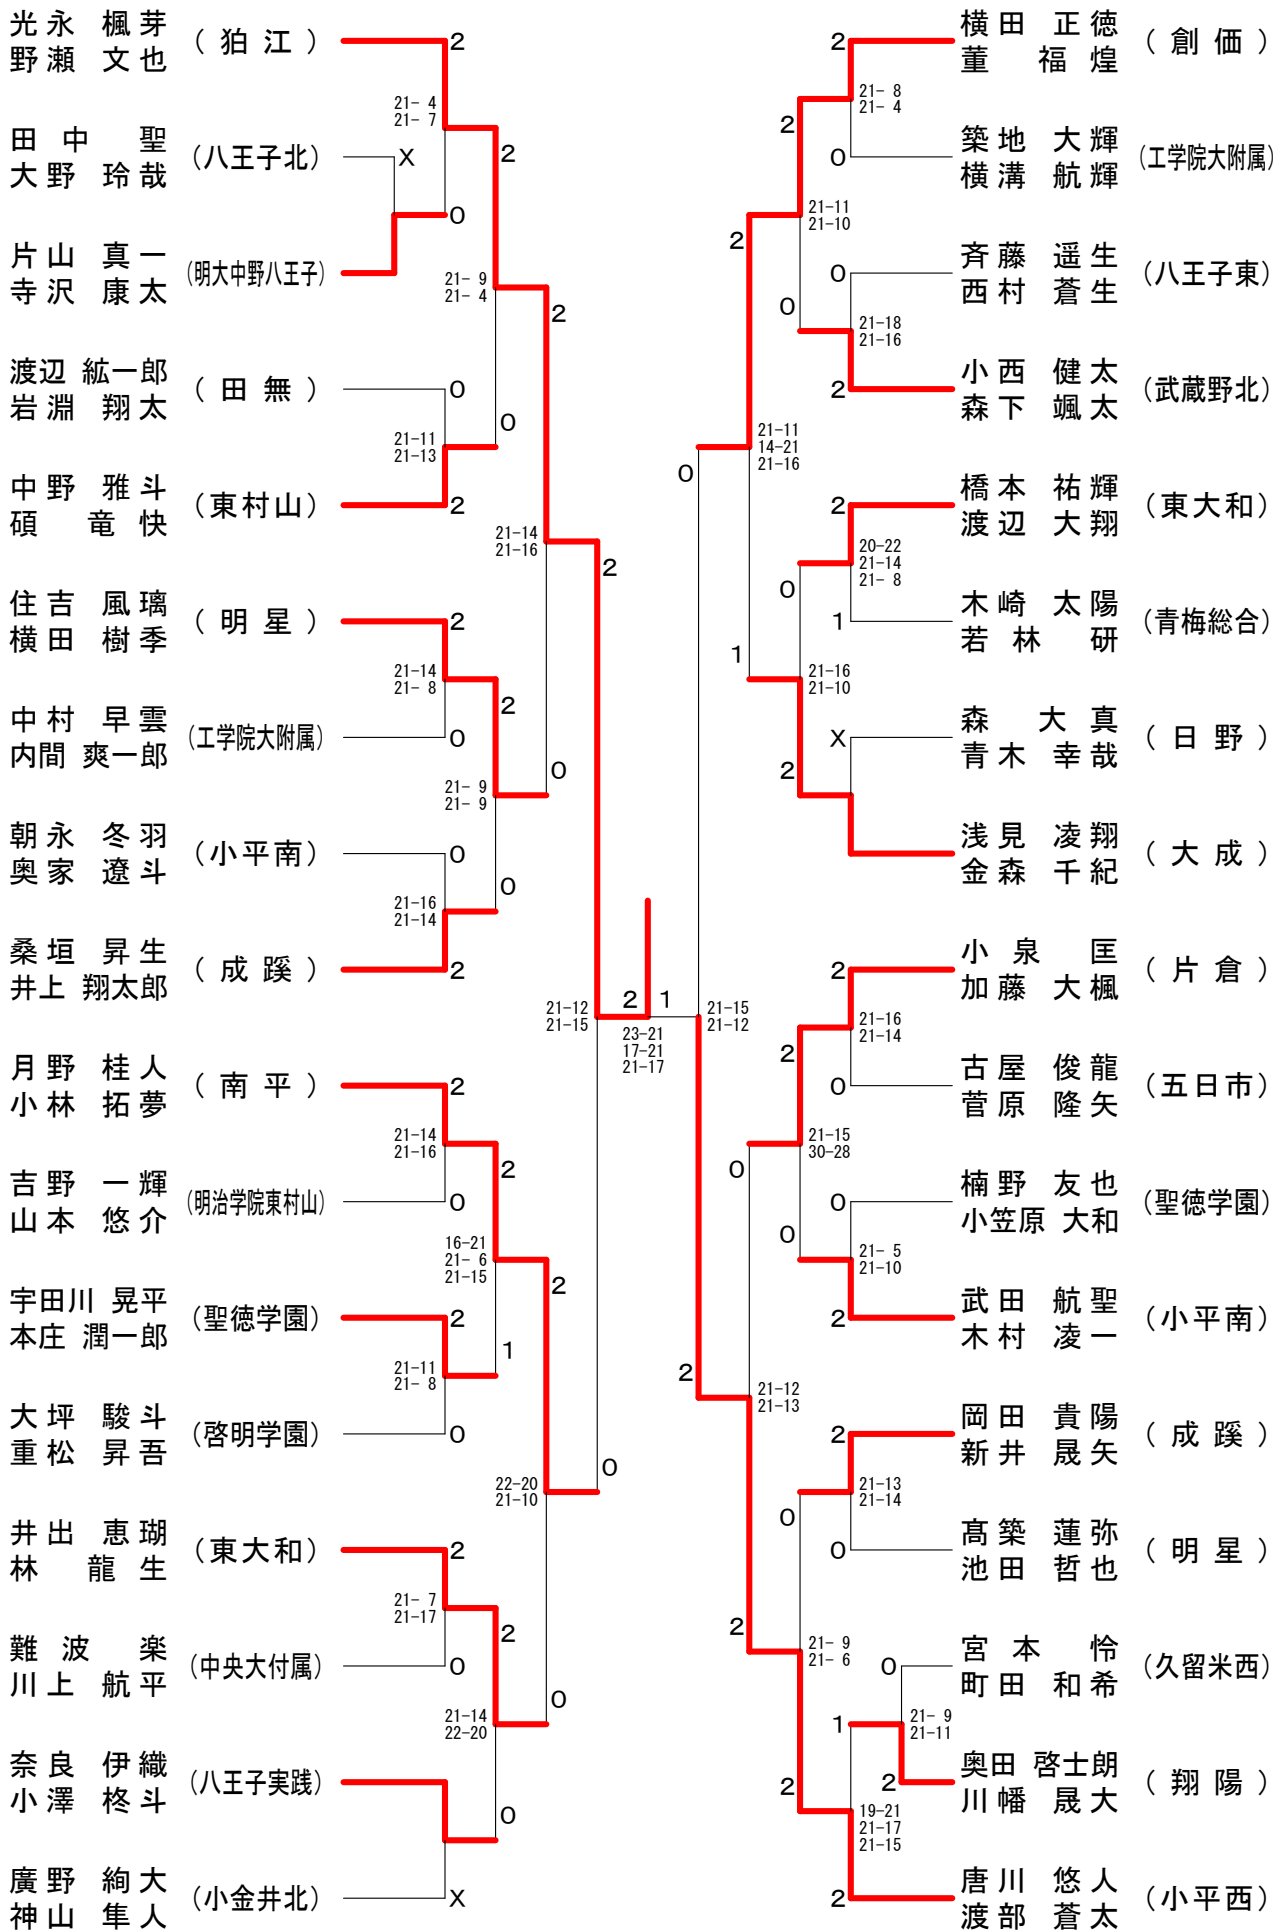 光永 楓芽
野瀬 文也
(狛江)
2
21- 4
21- 7
2
田中 聖
大野 玲哉
(八王子北)
X
0
片山 真一
寺沢 康太
(明大中野八王子)
21- 9
21- 4
2
渡辺 紘一郎
岩淵 翔太
(田無)
0
0
21-11
21-13
中野 雅斗
碩 竜快
(東村山)
2
21-14
21-16
2
住吉 風璃
横田 樹季
(明星)
2
21-14
21- 8
2
中村 早雲
内間 爽一郎
(工学院大附属)
0
0
21- 9
21- 9
朝永 冬羽
奥家 遼斗
(小平南)
0
0
21-16
21-14
桑垣 昇生
井上 翔太郎
(成蹊)
2
21-12
21-15
2
1
23-21
17-21
21-17
月野 桂人
小林 拓夢
(南平)
2
21-14
21-16
2
吉野 一輝
山本 悠介
(明治学院東村山)
0
16-21
21- 6
21-15
2
宇田川 晃平
本庄 潤一郎
(聖徳学園)
2
1
21-11
21- 8
大坪 駿斗
重松 昇吾
(啓明学園)
0
0
22-20
21-10
井出 恵瑚
林 龍生
(東大和)
2
21- 7
21-17
2
難波 楽
川上 航平
(中央大付属)
0
0
21-14
22-20
奈良 伊織
小澤 柊斗
(八王子実践)
0
廣野 絢大
神山 隼人
(小金井北)
X
横田 正徳
董 福煌
(創価)
2
21- 8
21- 4
2
築地 大輝
横溝 航輝
(工学院大附属)
0
21-11
21-10
2
斉藤 遥生
西村 蒼生
(八王子東)
0
0
21-18
21-16
小西 健太
森下 颯太
(武蔵野北)
2
21-11
14-21
21-16
0
橋本 祐輝
渡辺 大翔
(東大和)
2
20-22
21-14
21- 8
0
木崎 太陽
若林 研
(青梅総合)
1
1
21-16
21-10
森 大真
青木 幸哉
(日野)
X
2
浅見 凌翔
金森 千紀
(大成)
小泉 匡
加藤 大楓
(片倉)
2
21-15
21-12
21-16
21-14
2
古屋 俊龍
菅原 隆矢
(五日市)
0
21-15
30-28
0
楠野 友也
小笠原 大和
(聖徳学園)
0
0
21- 5
21-10
武田 航聖
木村 凌一
(小平南)
2
2
21-12
21-13
岡田 貴陽
新井 晟矢
(成蹊)
2
21-13
21-14
0
髙築 蓮弥
池田 哲也
(明星)
0
2
21- 9
21- 6
宮本 怜
町田 和希
(久留米西)
0
21- 9
21-11
1
奥田 啓士朗
川幡 晟大
(翔陽)
2
2
19-21
21-17
21-15
唐川 悠人
渡部 蒼太
(小平西)
2